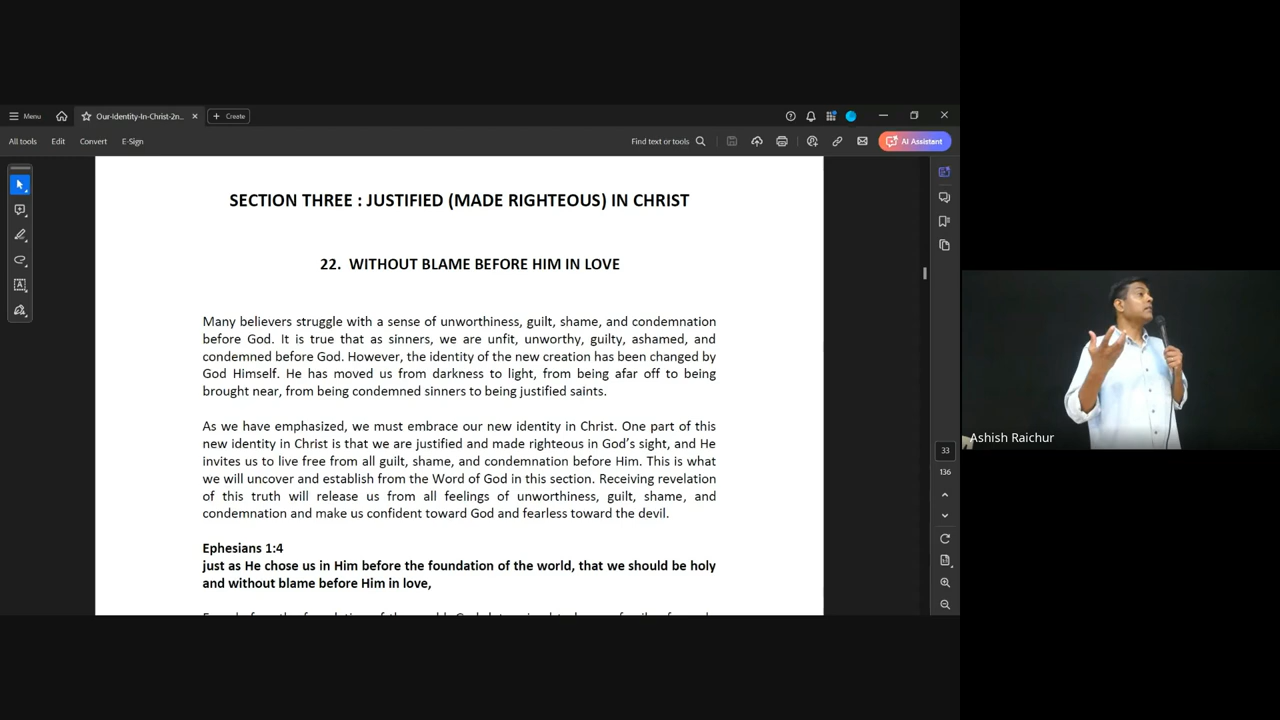 Menu
Our-Identity-In-Christ-2n...
Create
All tools
Edit
Convert
E-Sign
Find text or tools
AI Assistant
SECTION THREE : JUSTIFIED (MADE RIGHTEOUS) IN CHRIST
22. WITHOUT BLAME BEFORE HIM IN LOVE
Many believers struggle with a sense of unworthiness, guilt, shame, and condemnation
before God. It is true that as sinners, we are unfit, unworthy, guilty, ashamed, and
condemned before God. However, the identity of the new creation has been changed by
God Himself. He has moved us from darkness to light, from being afar off to being
brought near, from being condemned sinners to being justified saints.
As we have emphasized, we must embrace our new identity in Christ. One part of this
new identity in Christ is that we are justified and made righteous in God's sight, and He
invites us to live free from all guilt, shame, and condemnation before Him. This is what
we will uncover and establish from the Word of God in this section. Receiving revelation
of this truth will release us from all feelings of unworthiness, guilt, shame, and
condemnation and make us confident toward God and fearless toward the devil.
Ephesians 1:4
just as He chose us in Him before the foundation of the world, that we should be holy
and without blame before Him in love,
33
136
Ashish Raichur